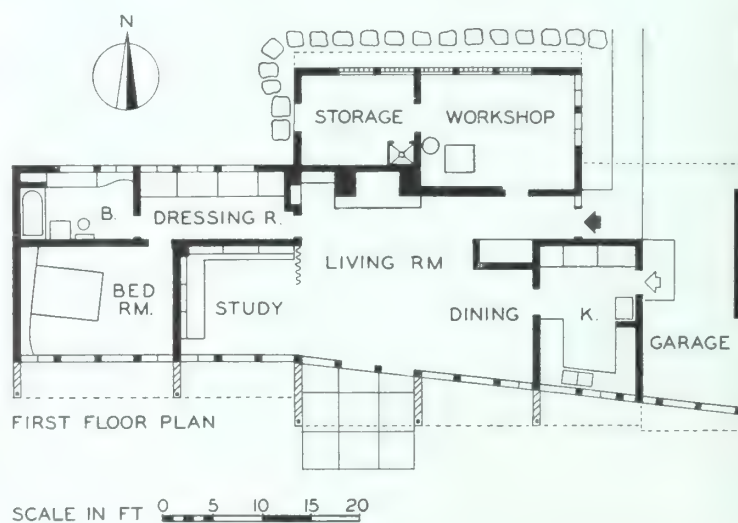 N
STORAGE
WORKSHOP
B.
DRESSING R.
LIVING RM
BED
RM.
STUDY
DINING
K.
GARAGE
FIRST FLOOR PLAN
SCALE IN FT 0 5 10 15 20